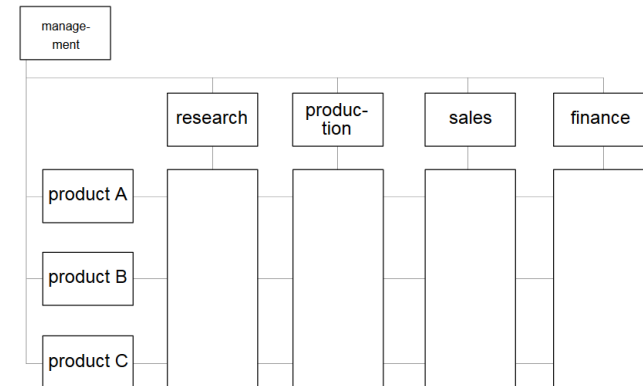 manage-
ment
research
produc-
tion
sales
finance
product A
product B
product C